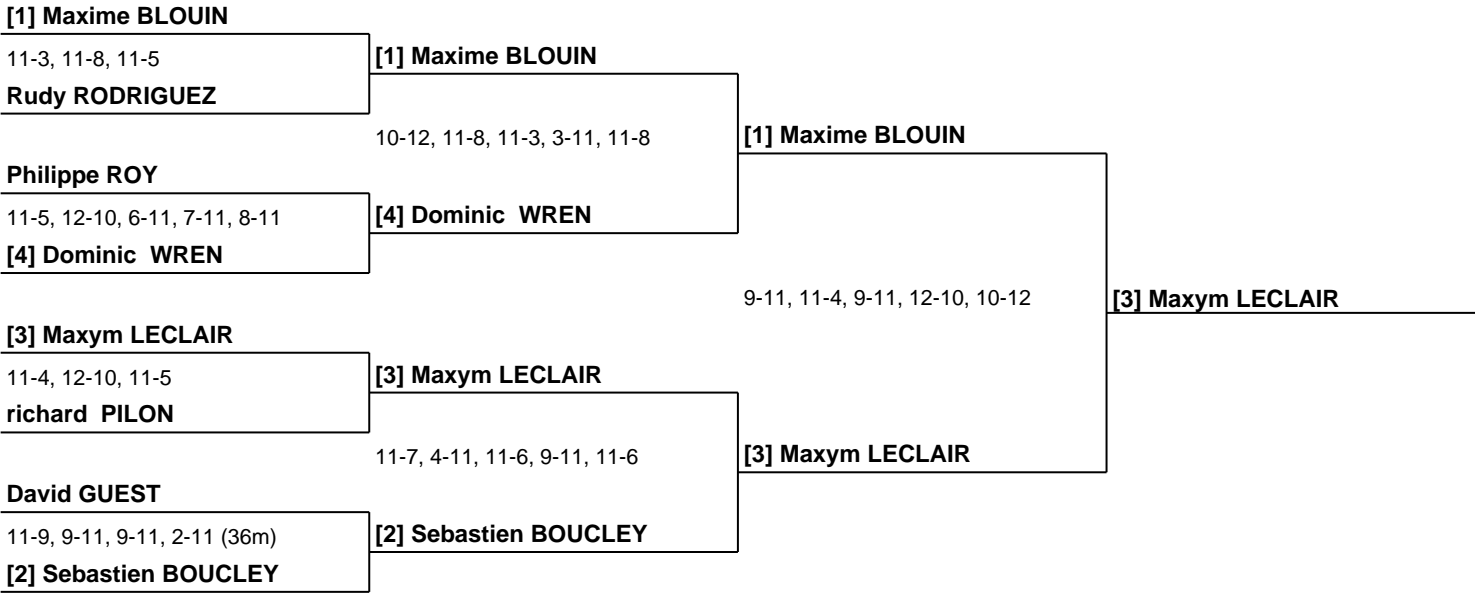 [1] Maxime BLOUIN
11-3, 11-8, 11-5
Rudy RODRIGUEZ
Philippe ROY
11-5, 12-10, 6-11, 7-11, 8-11
[4] Dominic  WREN
[3] Maxym LECLAIR
11-4, 12-10, 11-5
richard  PILON
David GUEST
11-9, 9-11, 9-11, 2-11 (36m)
[2] Sebastien BOUCLEY
[1] Maxime BLOUIN
10-12, 11-8, 11-3, 3-11, 11-8
[4] Dominic  WREN
[3] Maxym LECLAIR
11-7, 4-11, 11-6, 9-11, 11-6
[2] Sebastien BOUCLEY
[1] Maxime BLOUIN
9-11, 11-4, 9-11, 12-10, 10-12
[3] Maxym LECLAIR
[3] Maxym LECLAIR